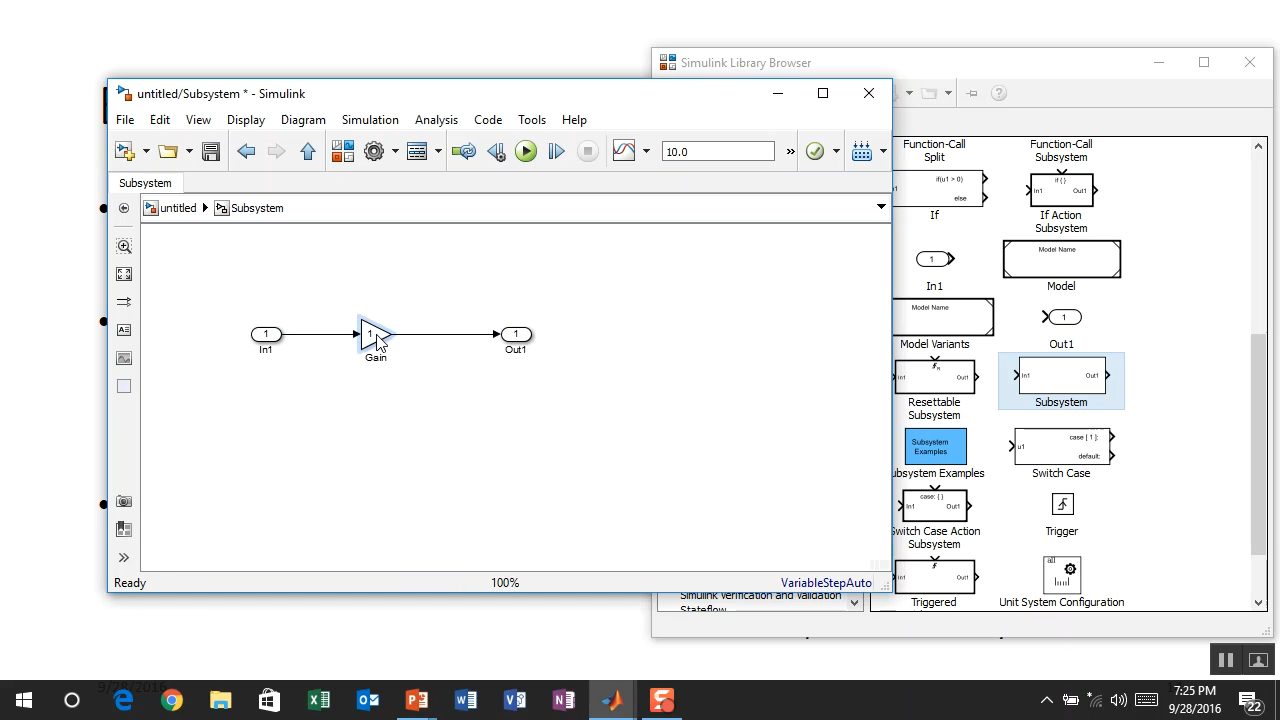 Simulink Library Browser
untitled/Subsystem * - Simulink
File Edit View Display Diagram Simulation Analysis Code Tools Help
10.0
»
Subsystem
untitled Subsystem
1 In1
1 Gain
1 Out1
Ready 100% VariableStepAuto
Function-Call
Split
Function-Call
Subsystem
if(u1 > 0)
else
If
if { }
In1 Out1
If Action
Subsystem
1
In1
Model Name
Model
Model Name
Model Variants
1
Out1
In1 Out1
Resettable
Subsystem
In1 Out1
Subsystem
Subsystem
Examples
ubsystem Examples
u1
case [ 1 ]:
default:
Switch Case
case: { }
In1 Out1
Switch Case Action
Subsystem
Trigger
In1 Out1
Triggered
all
Unit System Configuration
Simulink Verification and Validation
Stateflow
9/28/2016
7:25 PM
9/28/2016
22